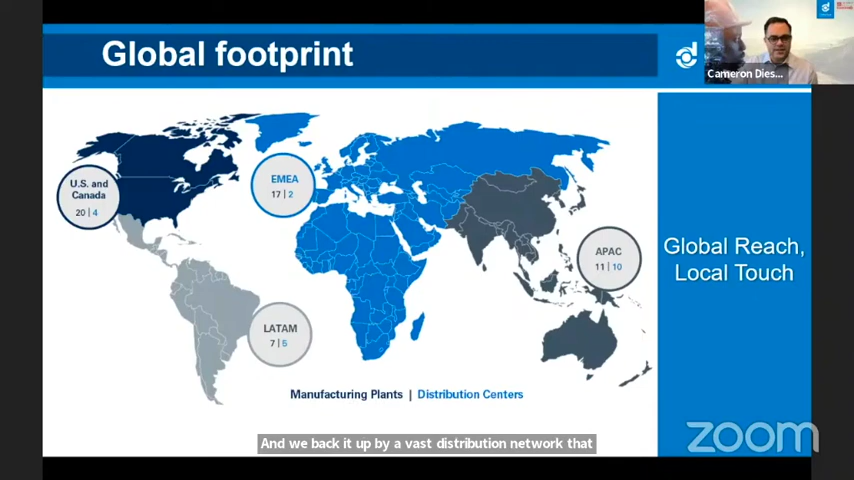 Global footprint
Cameron Dies...
U.S. and
Canada
20 | 4
EMEA
17 | 2
APAC
11 | 10
LATAM
7 | 5
Global Reach,
Local Touch
Manufacturing Plants | Distribution Centers
And we back it up by a vast distribution network that
zoom